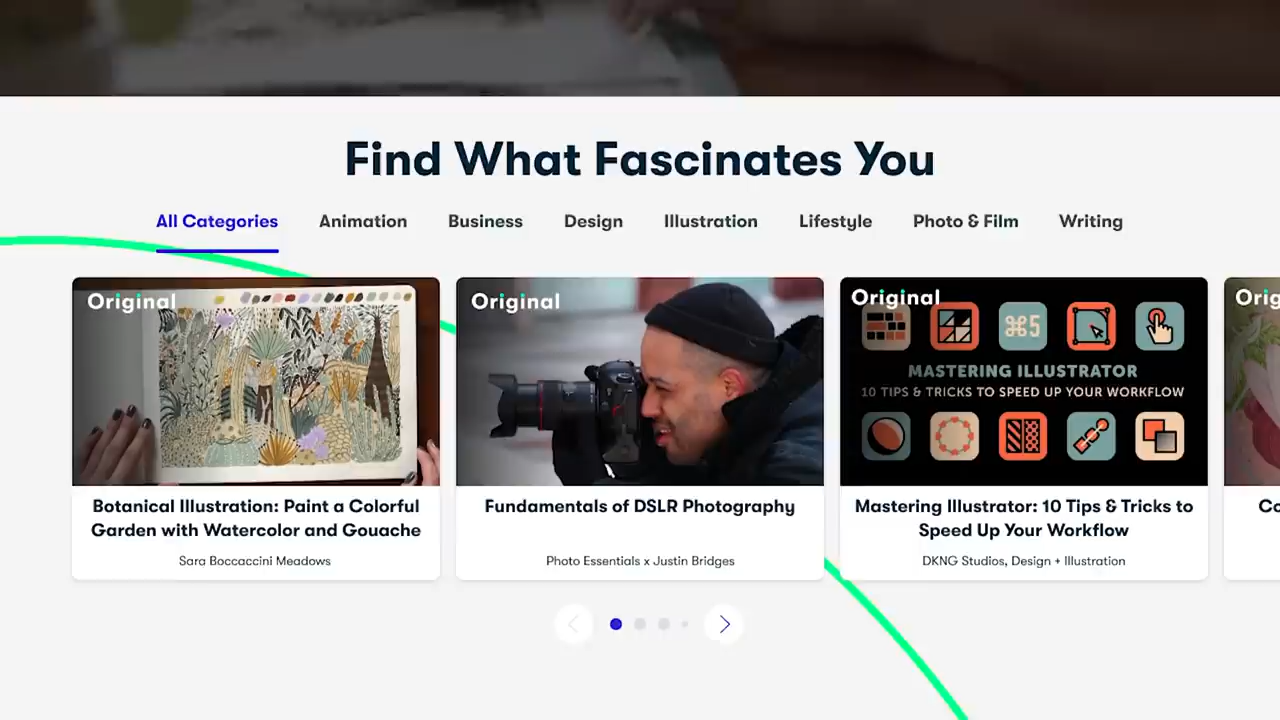 Find What Fascinates You
All Categories Animation Business Design Illustration Lifestyle Photo & Film Writing
Original
Botanical Illustration: Paint a Colorful
Garden with Watercolor and Gouache
Sara Boccaccini Meadows
Original
Fundamentals of DSLR Photography
Photo Essentials x Justin Bridges
Original
⌘5
MASTERING ILLUSTRATOR
10 TIPS & TRICKS TO SPEED UP YOUR WORKFLOW
Mastering Illustrator: 10 Tips & Tricks to
Speed Up Your Workflow
DKNG Studios, Design + Illustration